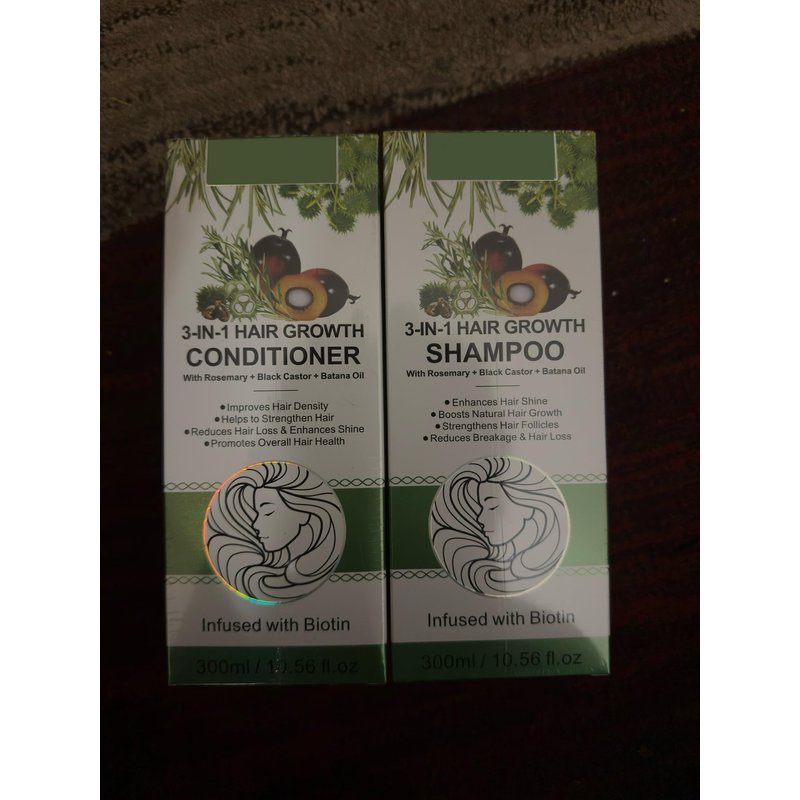 3-IN-1 HAIR GROWTH
CONDITIONER
With Rosemary + Black Castor + Batana Oil
●Improves Hair Density
●Helps to Strengthen Hair
●Reduces Hair Loss & Enhances Shine
●Promotes Overall Hair Health
Infused with Biotin
300ml / 10.56 fl.oz
3-IN-1 HAIR GROWTH
SHAMPOO
With Rosemary + Black Castor + Batana Oil
●Enhances Hair Shine
●Boosts Natural Hair Growth
●Strengthens Hair Follicles
●Reduces Breakage & Hair Loss
Infused with Biotin
300ml / 10.56 fl.oz